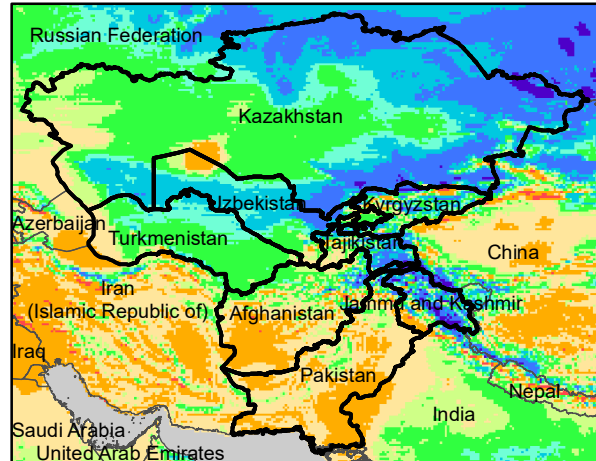 Russian Federation
Kazakhstan
Uzbekistan
Kyrgyzstan
Azerbaijan
Turkmenistan
Tajikistan
China
Iran
(Islamic Republic of)
Afghanistan
Jammu and Kashmir
Iraq
Pakistan
Nepal
India
Saudi Arabia
United Arab Emirates